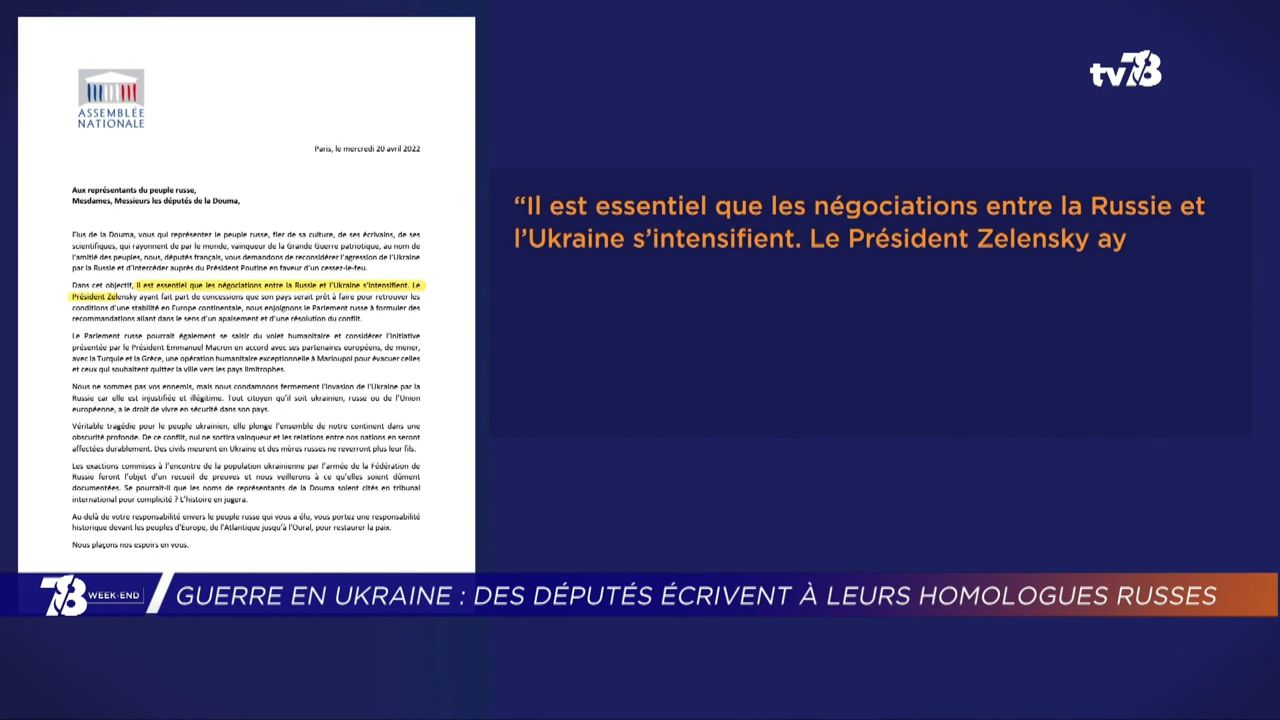 ASSEMBLÉE
NATIONALE
Paris, le mercredi 20 avril 2022
Aux représentants du peuple russe,
Mesdames, Messieurs les députés de la Douma,
Elus de la Douma, vous qui représentez le peuple russe, fier de sa culture, de ses écrivains, de ses
scientifiques, qui rayonnent de par le monde, vainqueur de la Grande Guerre patriotique, au nom de
l'amitié des peuples, nous, députés français, vous demandons de reconsidérer l'agression de l'Ukraine
par la Russie et d'intercéder auprès du Président Poutine en faveur d'un cessez-le-feu.
Dans cet objectif, il est essentiel que les négociations entre la Russie et l'Ukraine s'intensifient. Le
Président Zelensky ayant fait part de concessions que son pays serait prêt à faire pour retrouver les
conditions d'une stabilité en Europe continentale, nous enjoignons le Parlement russe à formuler des
recommandations allant dans le sens d'un apaisement et d'une résolution du conflit.
Le Parlement russe pourrait également se saisir du volet humanitaire et considérer l'initiative
présentée par le Président Emmanuel Macron en accord avec ses partenaires européens, de mener,
avec la Turquie et la Grèce, une opération humanitaire exceptionnelle à Marioupol pour évacuer celles
et ceux qui souhaitent quitter la ville vers les pays limitrophes.
Nous ne sommes pas vos ennemis, mais nous condamnons fermement l'invasion de l'Ukraine par la
Russie car elle est injustifiée et illégitime. Tout citoyen qu'il soit ukrainien, russe ou de l'Union
européenne, a le droit de vivre en sécurité dans son pays.
Véritable tragédie pour le peuple ukrainien, elle plonge l'ensemble de notre continent dans une
obscurité profonde. De ce conflit, nul ne sortira vainqueur et les relations entre nos nations en seront
affectées durablement. Des civils meurent en Ukraine et des mères russes ne reverront plus leur fils.
Les exactions commises à l'encontre de la population ukrainienne par l'armée de la Fédération de
Russie feront l'objet d'un recueil de preuves et nous veillerons à ce qu'elles soient dûment
documentées. Se pourrait-il que les noms de représentants de la Douma soient cités en tribunal
international pour complicité ? L'histoire en jugera.
Au-delà de votre responsabilité envers le peuple russe qui vous a élu, vous portez une responsabilité
historique devant les peuples d'Europe, de l'Atlantique jusqu'à l'Oural, pour restaurer la paix.
Nous plaçons nos espoirs en vous.
tv78
“Il est essentiel que les négociations entre la Russie et
l’Ukraine s’intensifient. Le Président Zelensky ay
78 WEEK-END
GUERRE EN UKRAINE : DES DÉPUTÉS ÉCRIVENT À LEURS HOMOLOGUES RUSSES